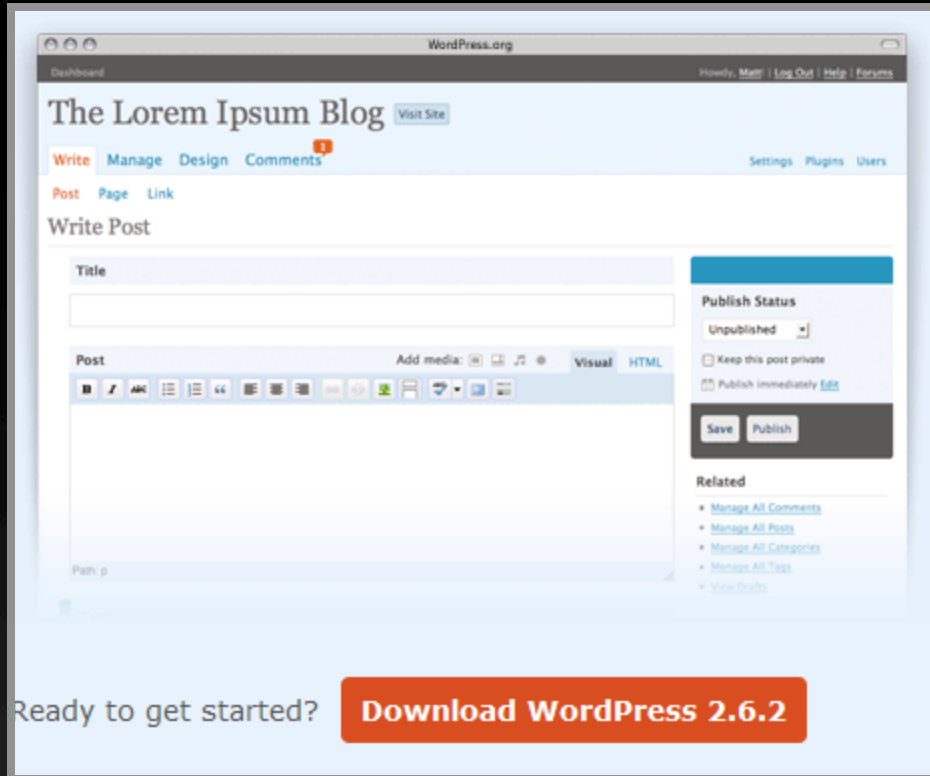 WordPress.org
Dashboard
Howdy, Matt! | Log Out | Help | Forums
The Lorem Ipsum Blog Visit Site
Write Manage Design Comments
Settings Plugins Users
Post Page Link
Write Post
Title
Post Add media: Visual HTML
B I ABC
Path: p
Publish Status
Unpublished
Keep this post private
Publish immediately Edit
Save Publish
Related
Manage All Comments
Manage All Posts
Manage All Categories
Manage All Tags
View Drafts
Ready to get started? Download WordPress 2.6.2